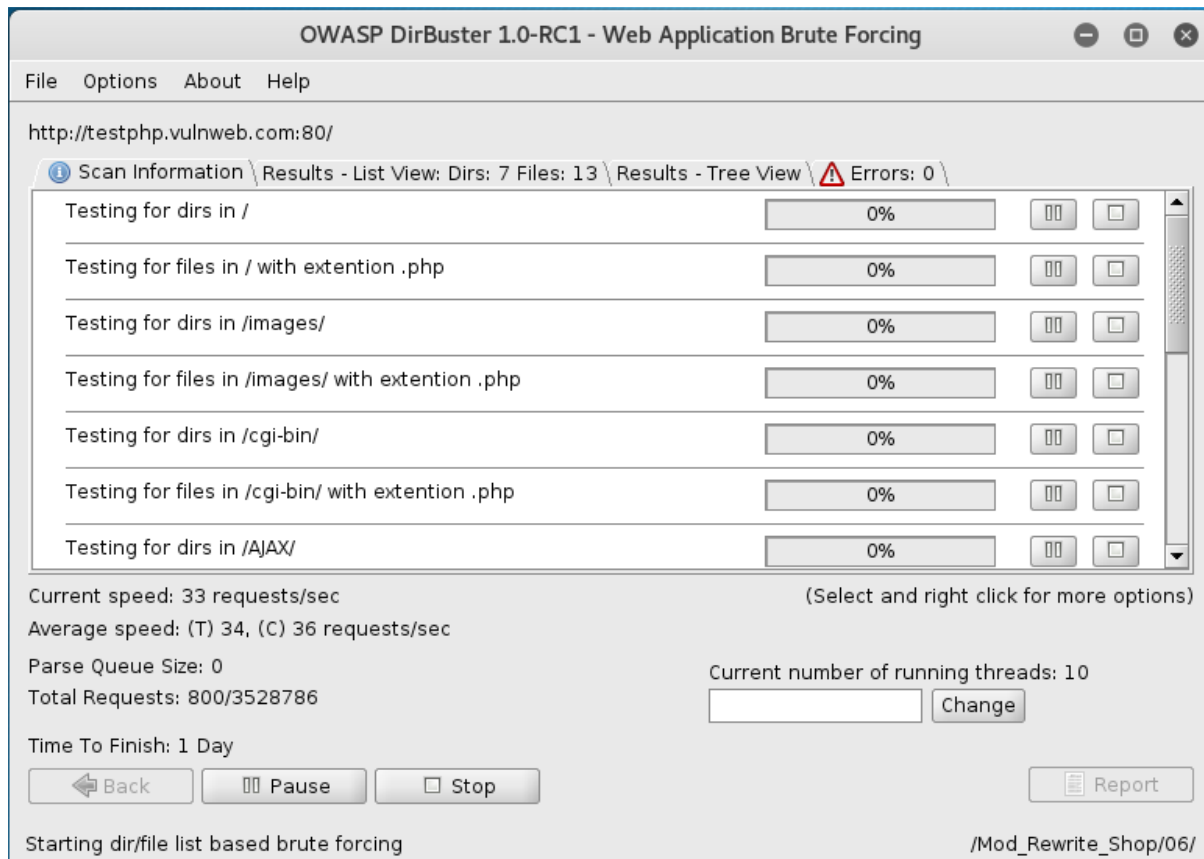 OWASP DirBuster 1.0-RC1 - Web Application Brute Forcing
File Options About Help
http://testphp.vulnweb.com:80/
Scan Information Results - List View: Dirs: 7 Files: 13 Results - Tree View Errors: 0
Testing for dirs in / 0%
Testing for files in / with extention .php 0%
Testing for dirs in /images/ 0%
Testing for files in /images/ with extention .php 0%
Testing for dirs in /cgi-bin/ 0%
Testing for files in /cgi-bin/ with extention .php 0%
Testing for dirs in /AJAX/ 0%
Current speed: 33 requests/sec (Select and right click for more options)
Average speed: (T) 34, (C) 36 requests/sec
Parse Queue Size: 0
Current number of running threads: 10
Total Requests: 800/3528786
Change
Time To Finish: 1 Day
Back Pause Stop Report
Starting dir/file list based brute forcing /Mod_Rewrite_Shop/06/